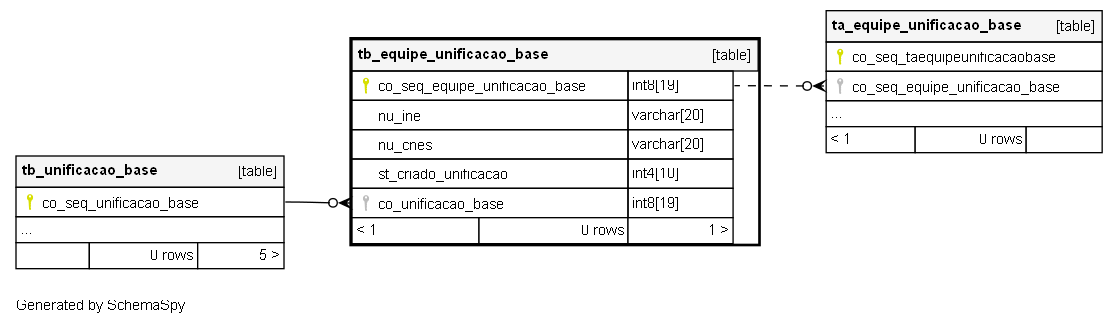 tb_unificacao_base [table]
co_seq_unificacao_base
...
0 rows 5 >
tb_equipe_unificacao_base [table]
co_seq_equipe_unificacao_base int8[19]
nu_ine varchar[20]
nu_cnes varchar[20]
st_criado_unificacao int4[10]
co_unificacao_base int8[19]
< 1 0 rows 1 >
ta_equipe_unificacao_base [table]
co_seq_taequipeunificacaobase
co_seq_equipe_unificacao_base
...
< 1 0 rows
Generated by SchemaSpy